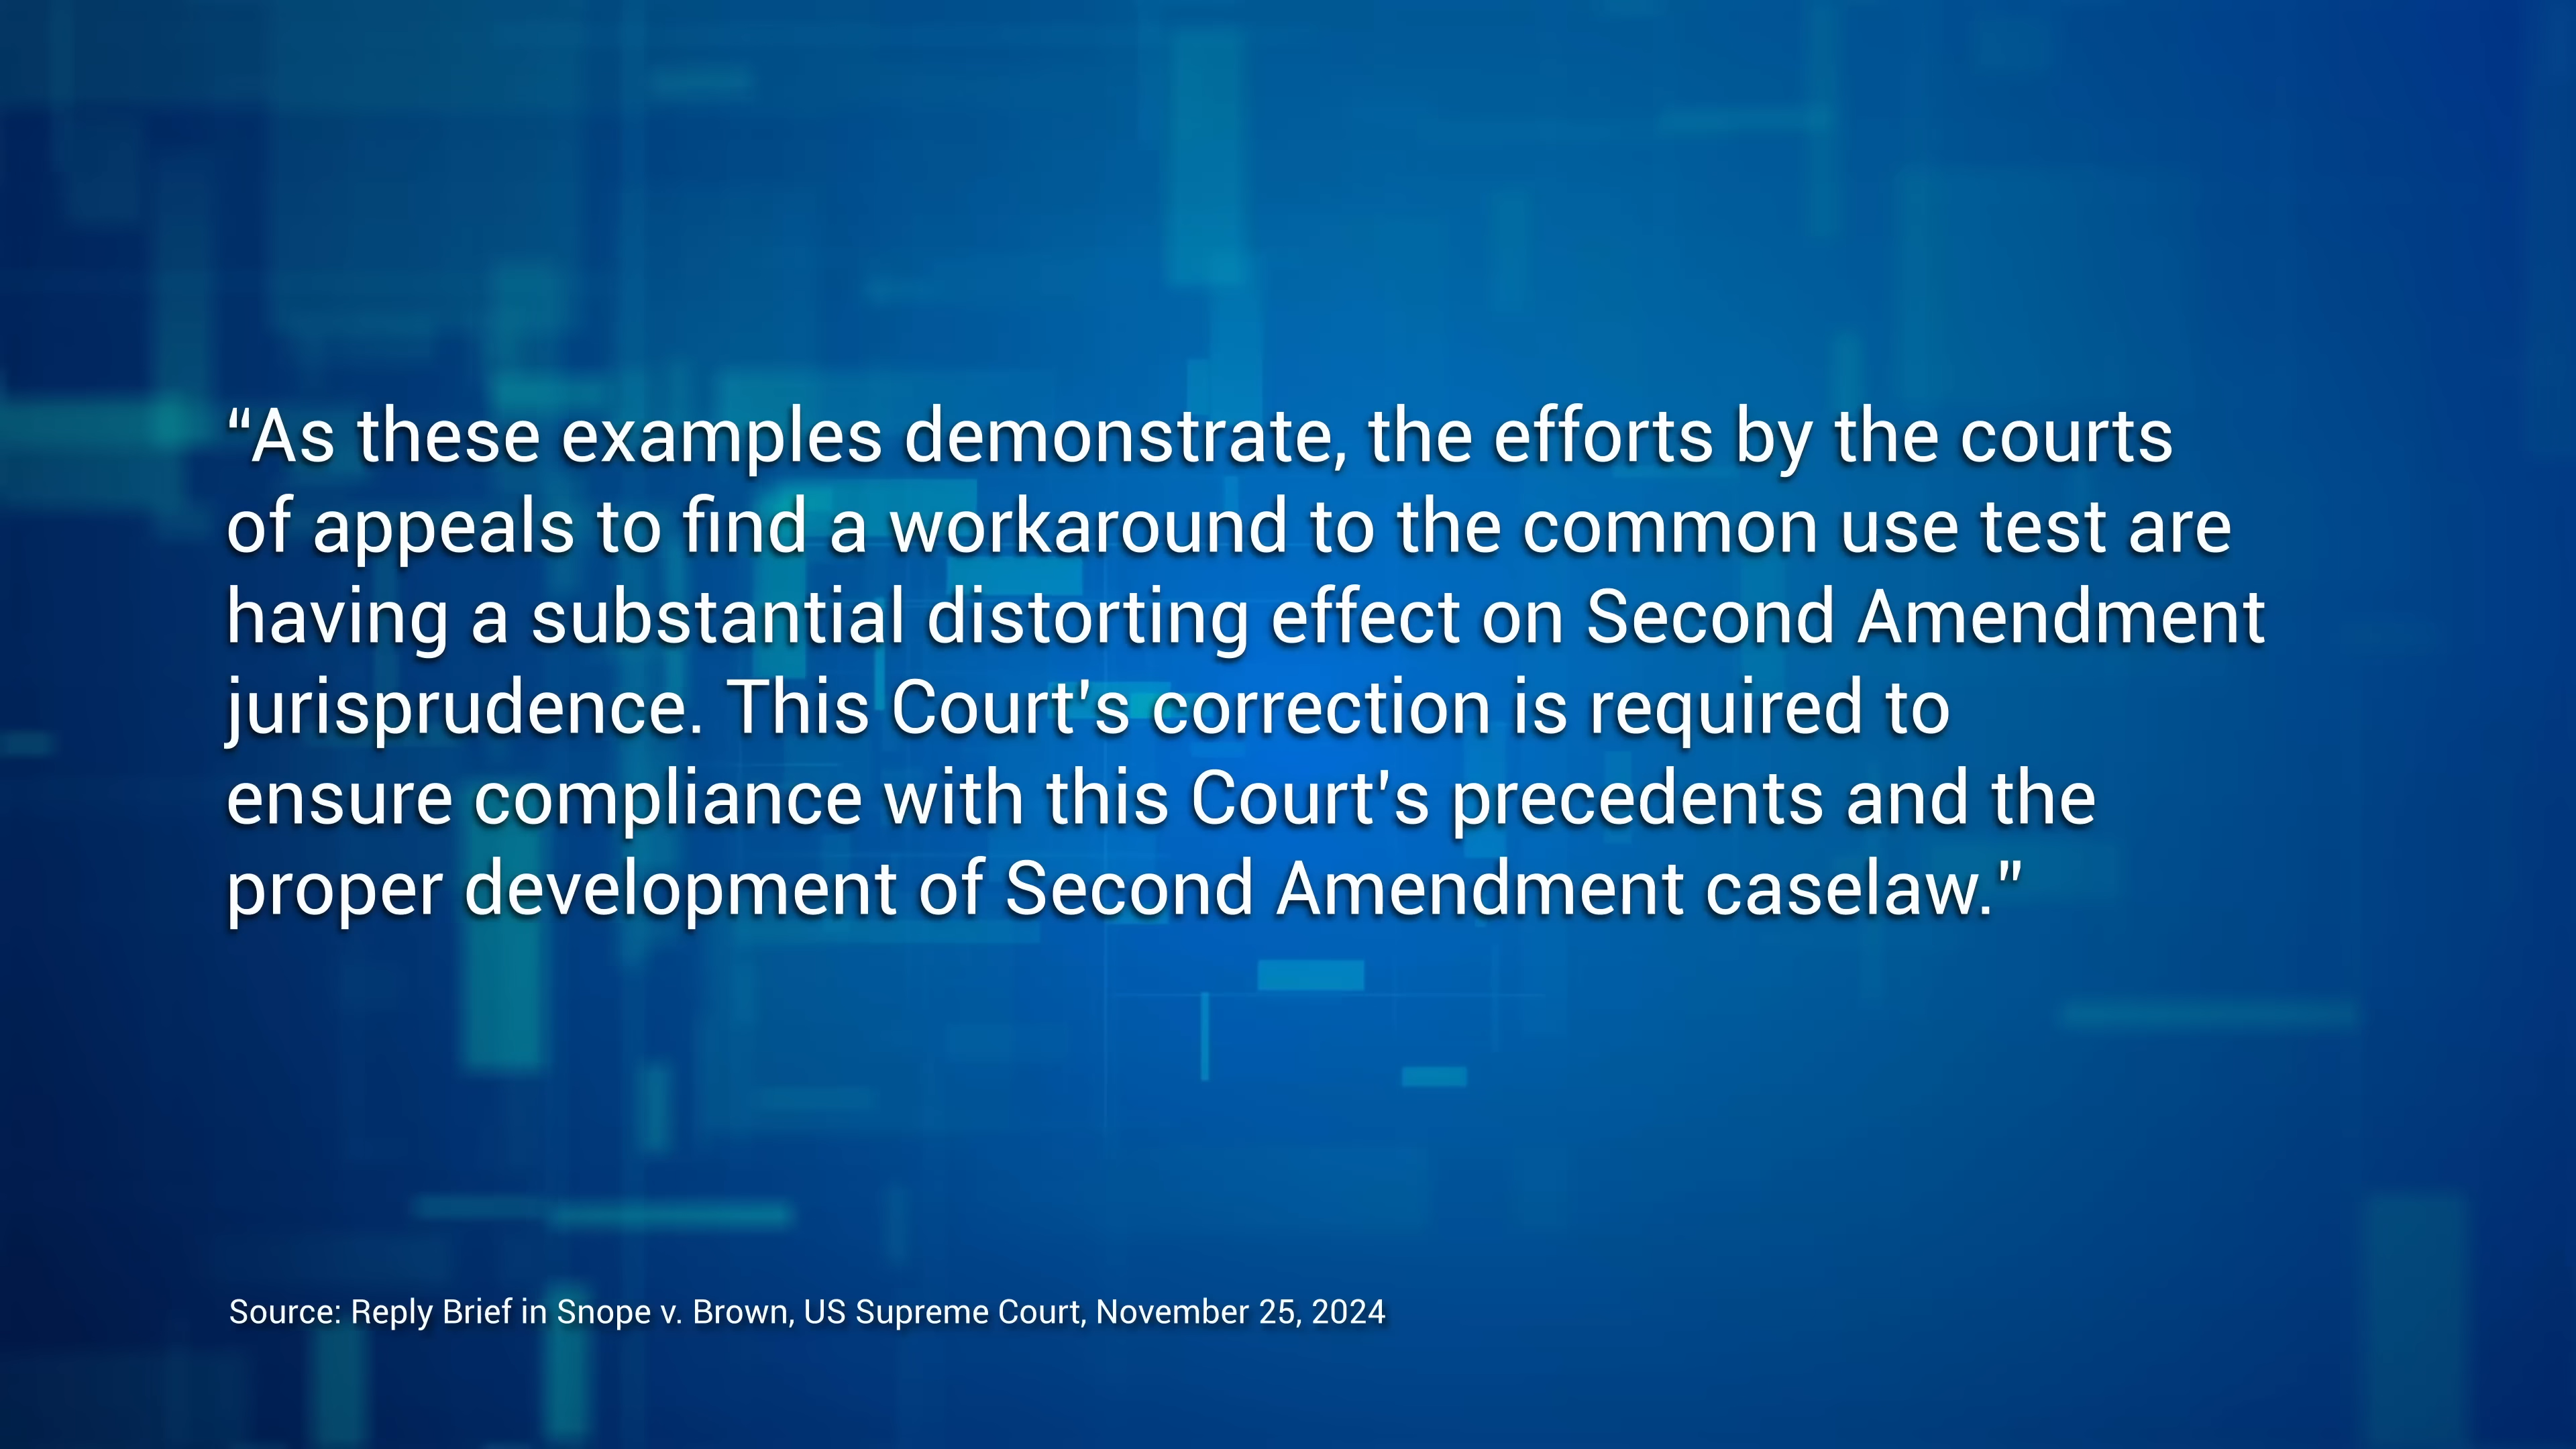 “As these examples demonstrate, the efforts by the courts
of appeals to find a workaround to the common use test are
having a substantial distorting effect on Second Amendment
jurisprudence. This Court's correction is required to
ensure compliance with this Court's precedents and the
proper development of Second Amendment caselaw.”
Source: Reply Brief in Snope v. Brown, US Supreme Court, November 25, 2024